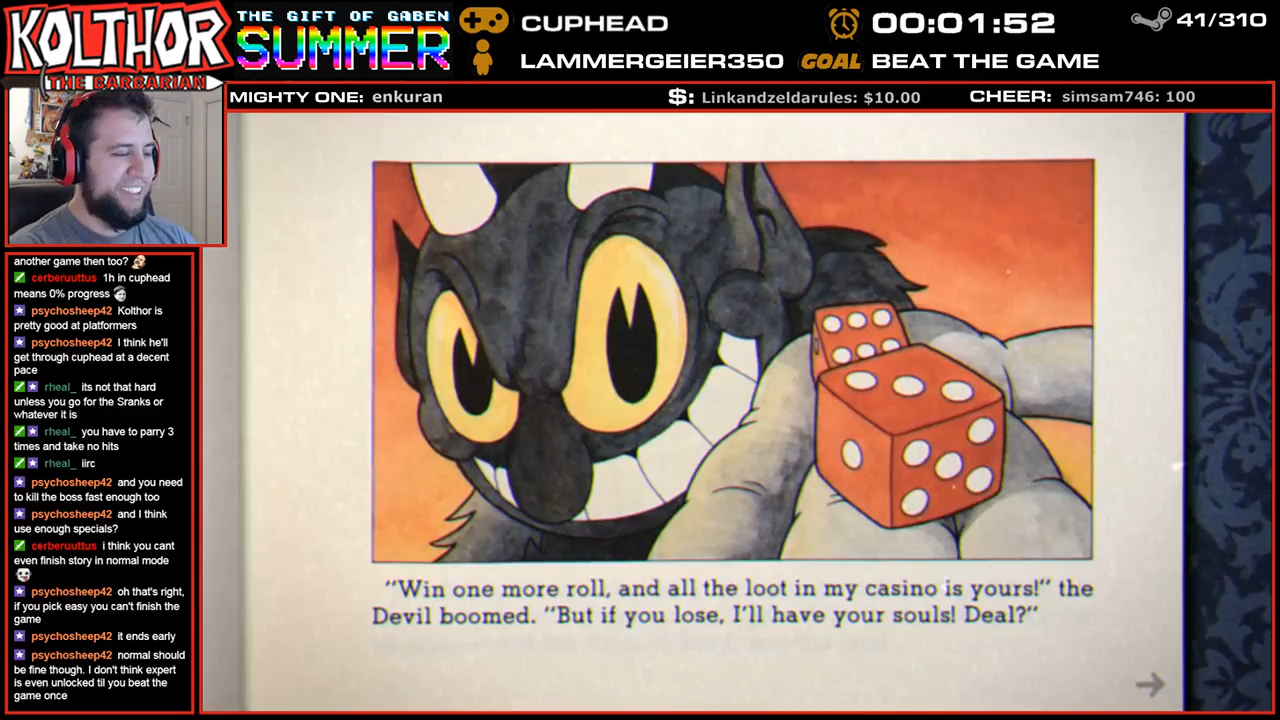 KOLTHOR
THE BARBARIAN
THE GIFT OF GABEN
SUMMER
CUPHEAD
LAMMERGEIER350
00:01:52
41/310
GOAL BEAT THE GAME
MIGHTY ONE: enkuran
$: Linkandzeldarules: $10.00
CHEER: simsam746: 100
another game then too?
cerberuuttus 1h in cuphead
means 0% progress
psychosheep42 Kolthor is
pretty good at platformers
psychosheep42 I think he'll
get through cuphead at a decent
pace
rheal_ its not that hard
unless you go for the Sranks or
whatever it is
rheal_ you have to parry 3
times and take no hits
rheal_ iirc
psychosheep42 and you need
to kill the boss fast enough too
psychosheep42 and I think
use enough specials?
cerberuuttus i think you cant
even finish story in normal mode
psychosheep42 oh that's right,
if you pick easy you can't finish the
game
psychosheep42 it ends early
psychosheep42 normal should
be fine though. I don't think expert
is even unlocked til you beat the
game once
"Win one more roll, and all the loot in my casino is yours!" the
Devil boomed. "But if you lose, I'll have your souls! Deal?"